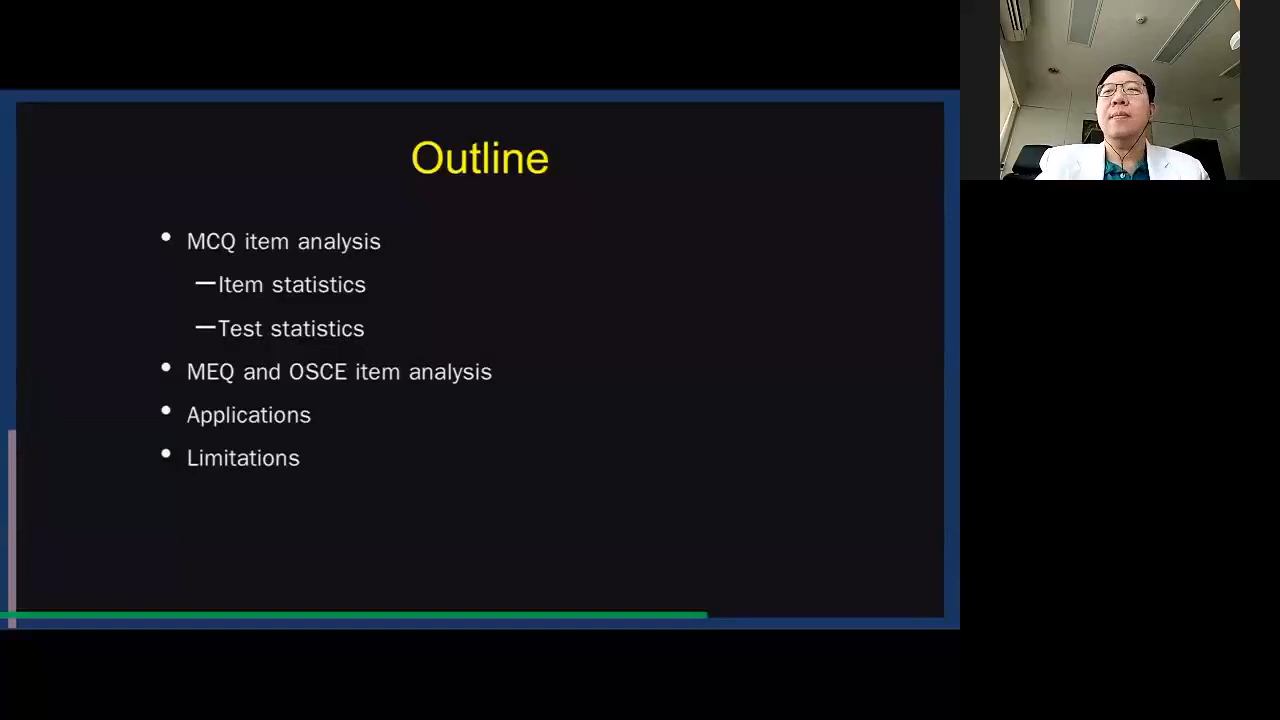 Outline
• MCQ item analysis
—Item statistics
—Test statistics
• MEQ and OSCE item analysis
• Applications
• Limitations